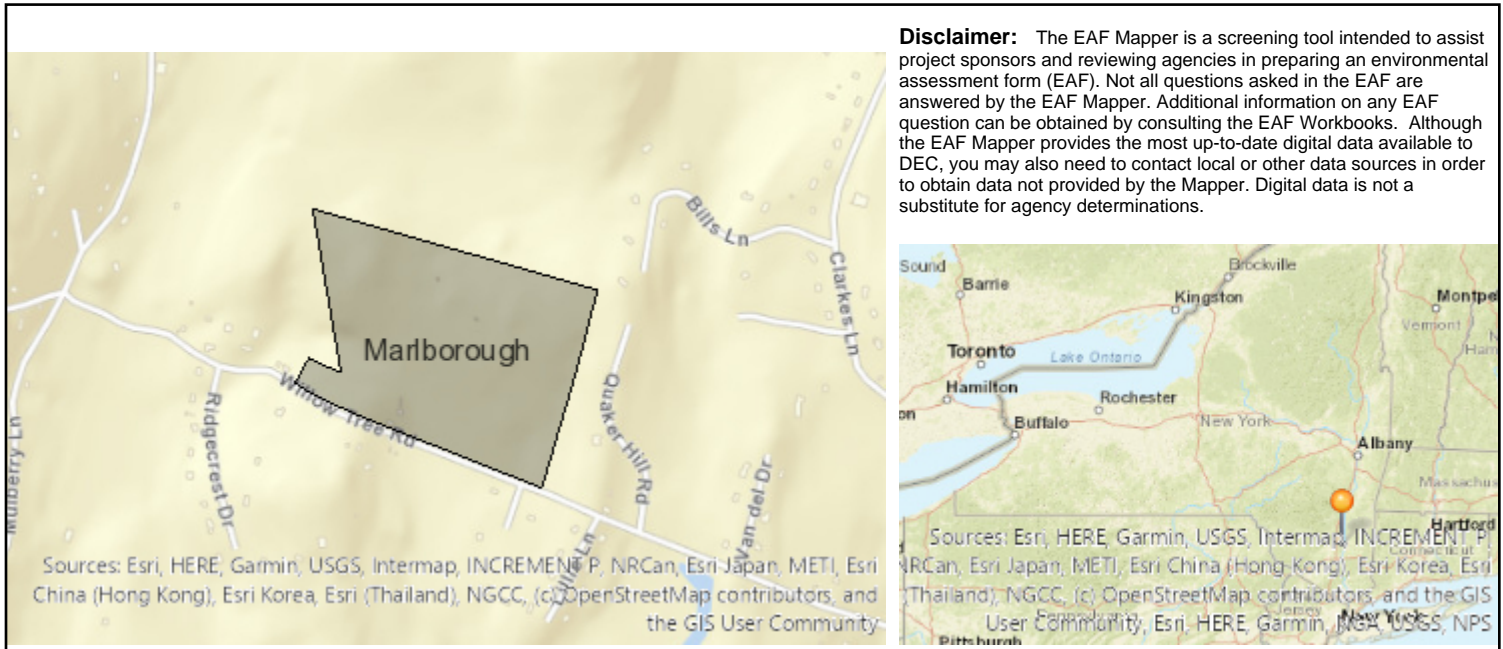 Disclaimer: The EAF Mapper is a screening tool intended to assist
project sponsors and reviewing agencies in preparing an environmental
assessment form (EAF). Not all questions asked in the EAF are
answered by the EAF Mapper. Additional information on any EAF
question can be obtained by consulting the EAF Workbooks. Although
the EAF Mapper provides the most up-to-date digital data available to
DEC, you may also need to contact local or other data sources in order
to obtain data not provided by the Mapper. Digital data is not a
substitute for agency determinations.
Bills Ln
Clarkes Ln
Marlborough
Willow Tree Rd
Quaker Hill Rd
Ridgecrest Dr
Mulberry Ln
Van del Dr
Sources: Esri, HERE, Garmin, USGS, Intermap, INCREMENT P, NRCan, Esri Japan, METI, Esri
China (Hong Kong), Esri Korea, Esri (Thailand), NGCC, (c) OpenStreetMap contributors, and
the GIS User Community
Sound
Barrie
Brockville
Kingston
Montpe
Vermont
Toronto
Lake Ontario
Ham
Hamilton
on
Rochester
Buffalo
New York
Albany
Massachus
Hartford
Connecticut
Sources: Esri, HERE, Garmin, USGS, Intermap, INCREMENT P,
NRCan, Esri Japan, METI, Esri China (Hong Kong), Esri Korea, Esri
(Thailand), NGCC, (c) OpenStreetMap contributors, and the GIS
User Community, Esri, HERE, Garmin, NGA, USGS, NPS
Pennsylvania
Jersey
New York
Pittsburgh